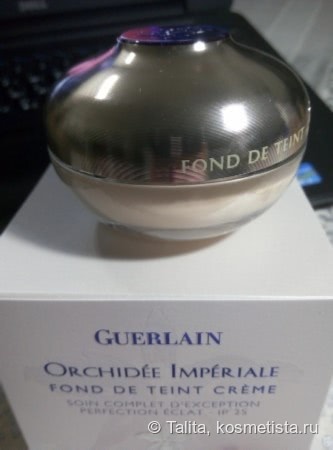 FOND DE TEINT
GUERLAIN
ORCHIDÉE IMPÉRIALE
FOND DE TEINT CRÈME
SOIN COMPLET D'EXCEPTION
PERFECTION ÉCLAT - IP 25
© Talita, kosmetista.ru